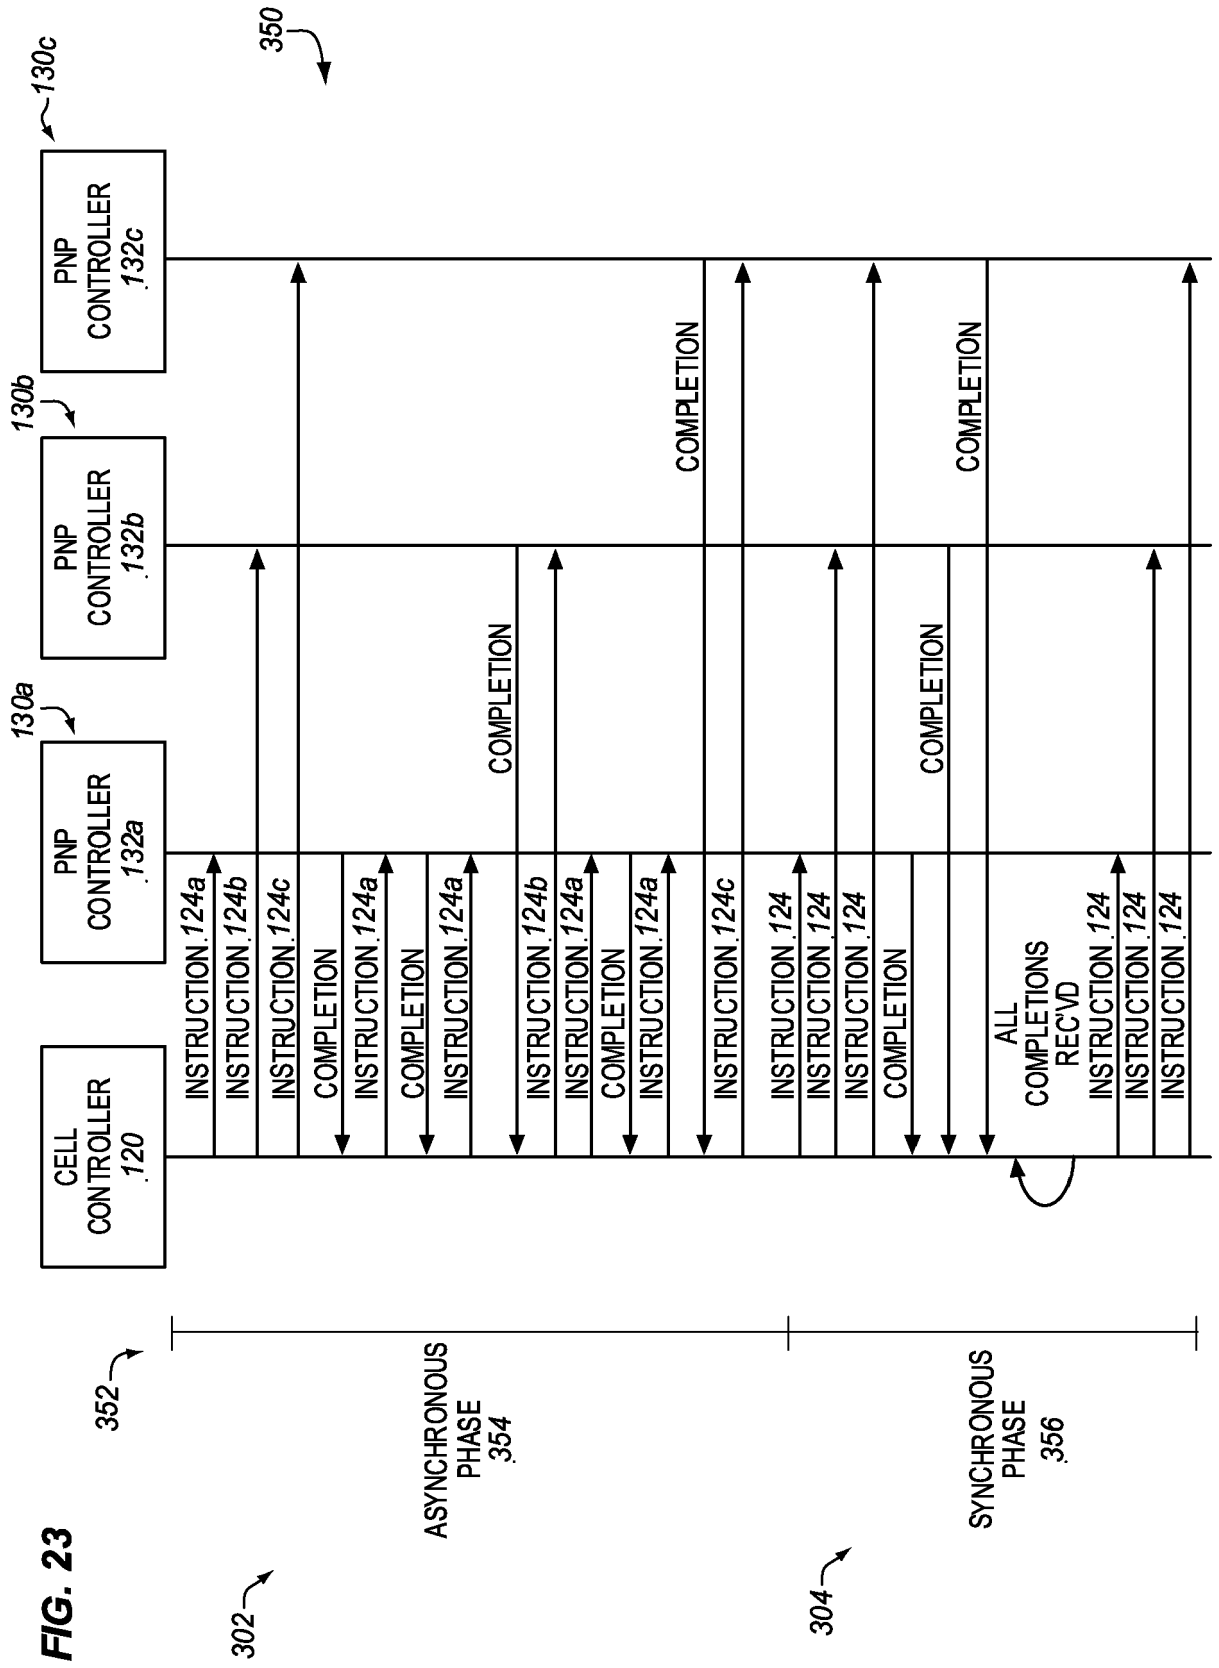 FIG. 23
352
302
304
350
130a
130b
130c
CELL
CONTROLLER
120
PNP
CONTROLLER
132a
PNP
CONTROLLER
132b
PNP
CONTROLLER
132c
ASYNCHRONOUS
PHASE
354
INSTRUCTION 124a
INSTRUCTION 124b
INSTRUCTION 124c
COMPLETION
INSTRUCTION 124a
COMPLETION
INSTRUCTION 124a
COMPLETION
INSTRUCTION 124b
INSTRUCTION 124a
COMPLETION
INSTRUCTION 124a
COMPLETION
INSTRUCTION 124c
SYNCHRONOUS
PHASE
356
INSTRUCTION 124
INSTRUCTION 124
INSTRUCTION 124
COMPLETION
COMPLETION
COMPLETION
ALL
COMPLETIONS
REC'VD
INSTRUCTION 124
INSTRUCTION 124
INSTRUCTION 124